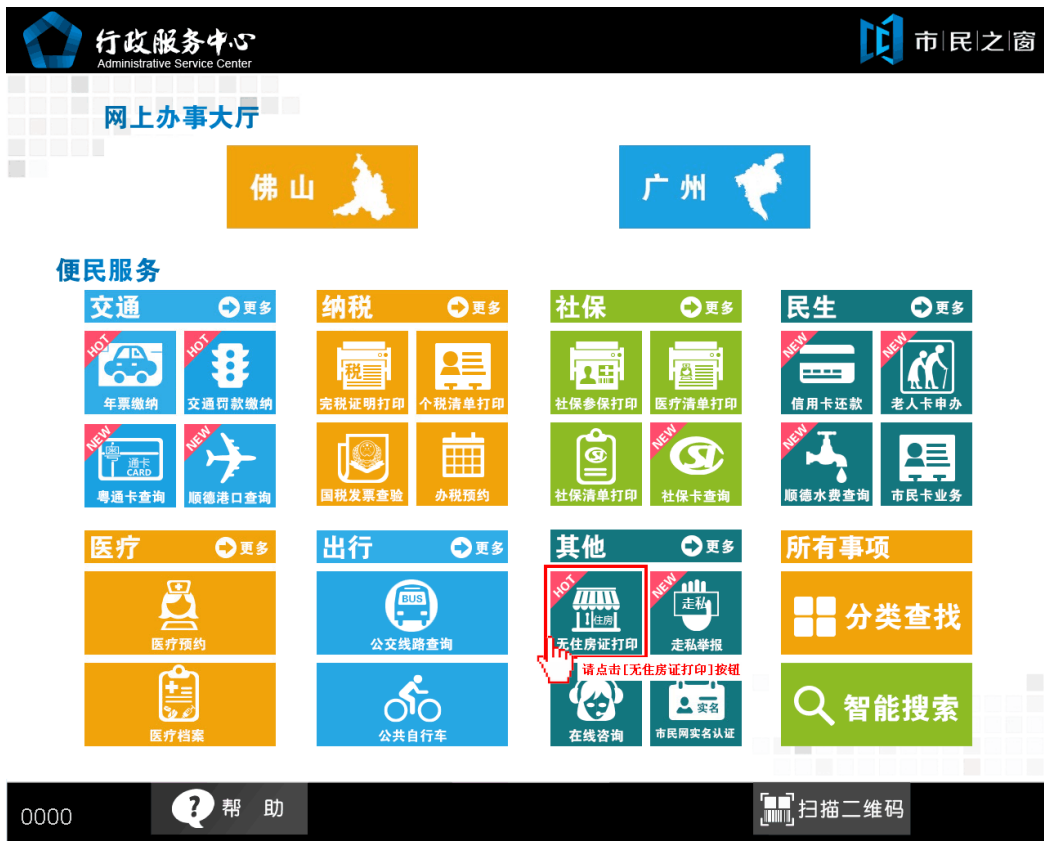 行政服务中心
Administrative Service Center
市|民|之|窗
网上办事大厅
佛山
广州
便民服务
交通 更多
纳税 更多
社保 更多
民生 更多
HOT
HOT
NEW
NEW
税
年票缴纳
交通罚款缴纳
完税证明打印
个税清单打印
社保参保打印
医疗清单打印
信用卡还款
老人卡申办
NEW
NEW
NEW
NEW
通卡
CARD
粤通卡查询
顺德港口查询
国税发票查验
办税预约
社保清单打印
社保卡查询
顺德水费查询
市民卡业务
医疗 更多
出行 更多
其他 更多
所有事项
HOT
NEW
BUS
住房
走私
医疗预约
公交线路查询
无住房证打印
走私举报
分类查找
请点击[无住房证打印]按钮
实名
医疗档案
公共自行车
在线咨询
市民网实名认证
智能搜索
0000
? 帮 助
扫描二维码